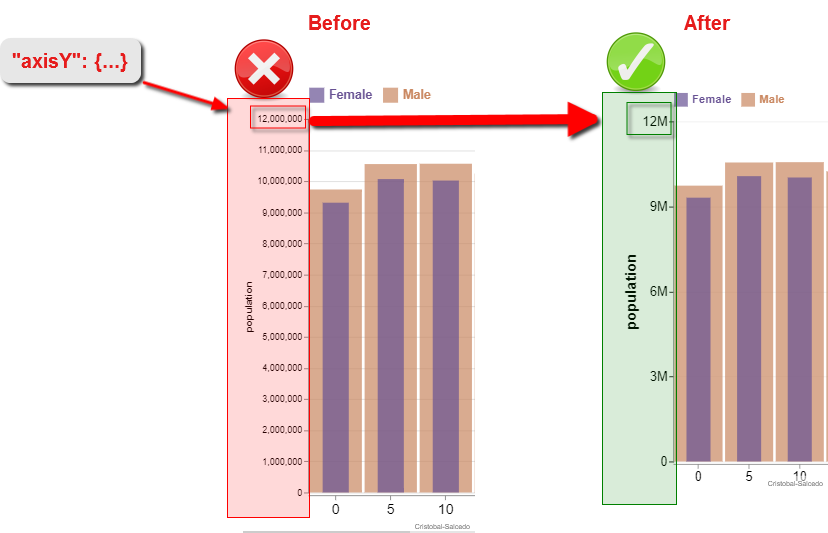 Before
After
"axisY": {...}
Female Male
12,000,000
11,000,000
10,000,000
9,000,000
8,000,000
7,000,000
6,000,000
5,000,000
4,000,000
3,000,000
2,000,000
1,000,000
0
population
0 5 10
Cristobal-Salcedo
Female Male
12M
9M
6M
3M
0
population
0 5 10
Cristobal-Salcedo